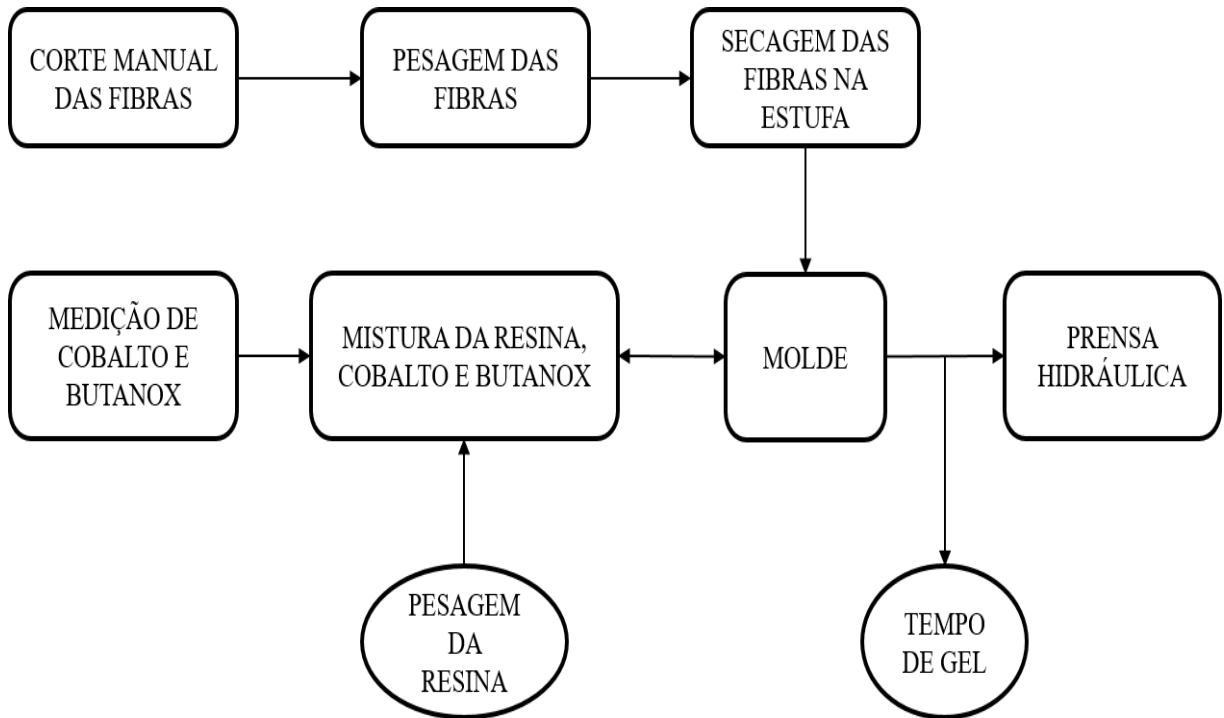 CORTE MANUAL
DAS FIBRAS
PESAGEM DAS
FIBRAS
SECAGEM DAS
FIBRAS NA
ESTUFA
MEDIÇÃO DE
COBALTO E
BUTANOX
MISTURA DA RESINA,
COBALTO E BUTANOX
MOLDE
PRENSA
HIDRÁULICA
PESAGEM
DA
RESINA
TEMPO
DE GEL